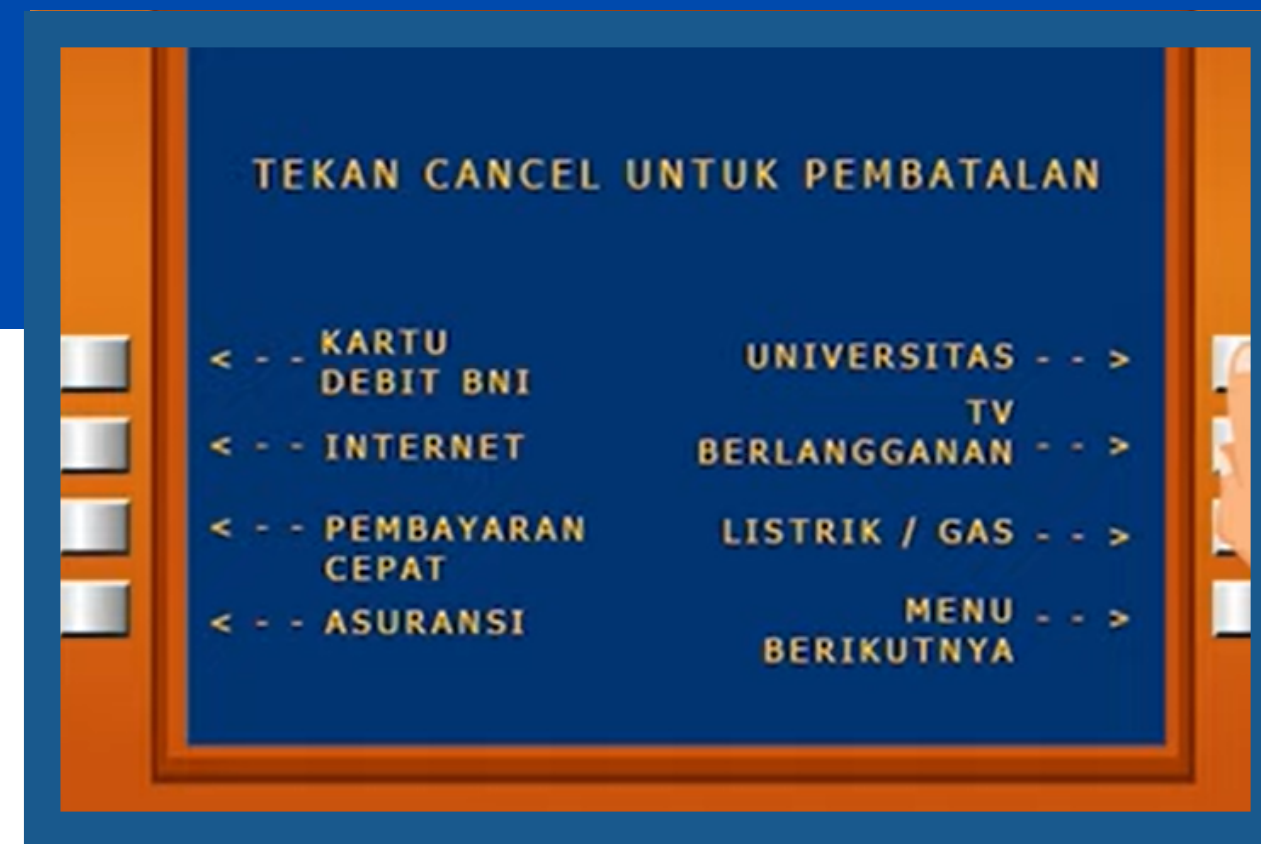 TEKAN CANCEL UNTUK PEMBATALAN
< - - KARTU
DEBIT BNI
UNIVERSITAS - - >
< - - INTERNET
TV
BERLANGGANAN - - >
< - - PEMBAYARAN
CEPAT
LISTRIK / GAS - - >
< - - ASURANSI
MENU - - >
BERIKUTNYA